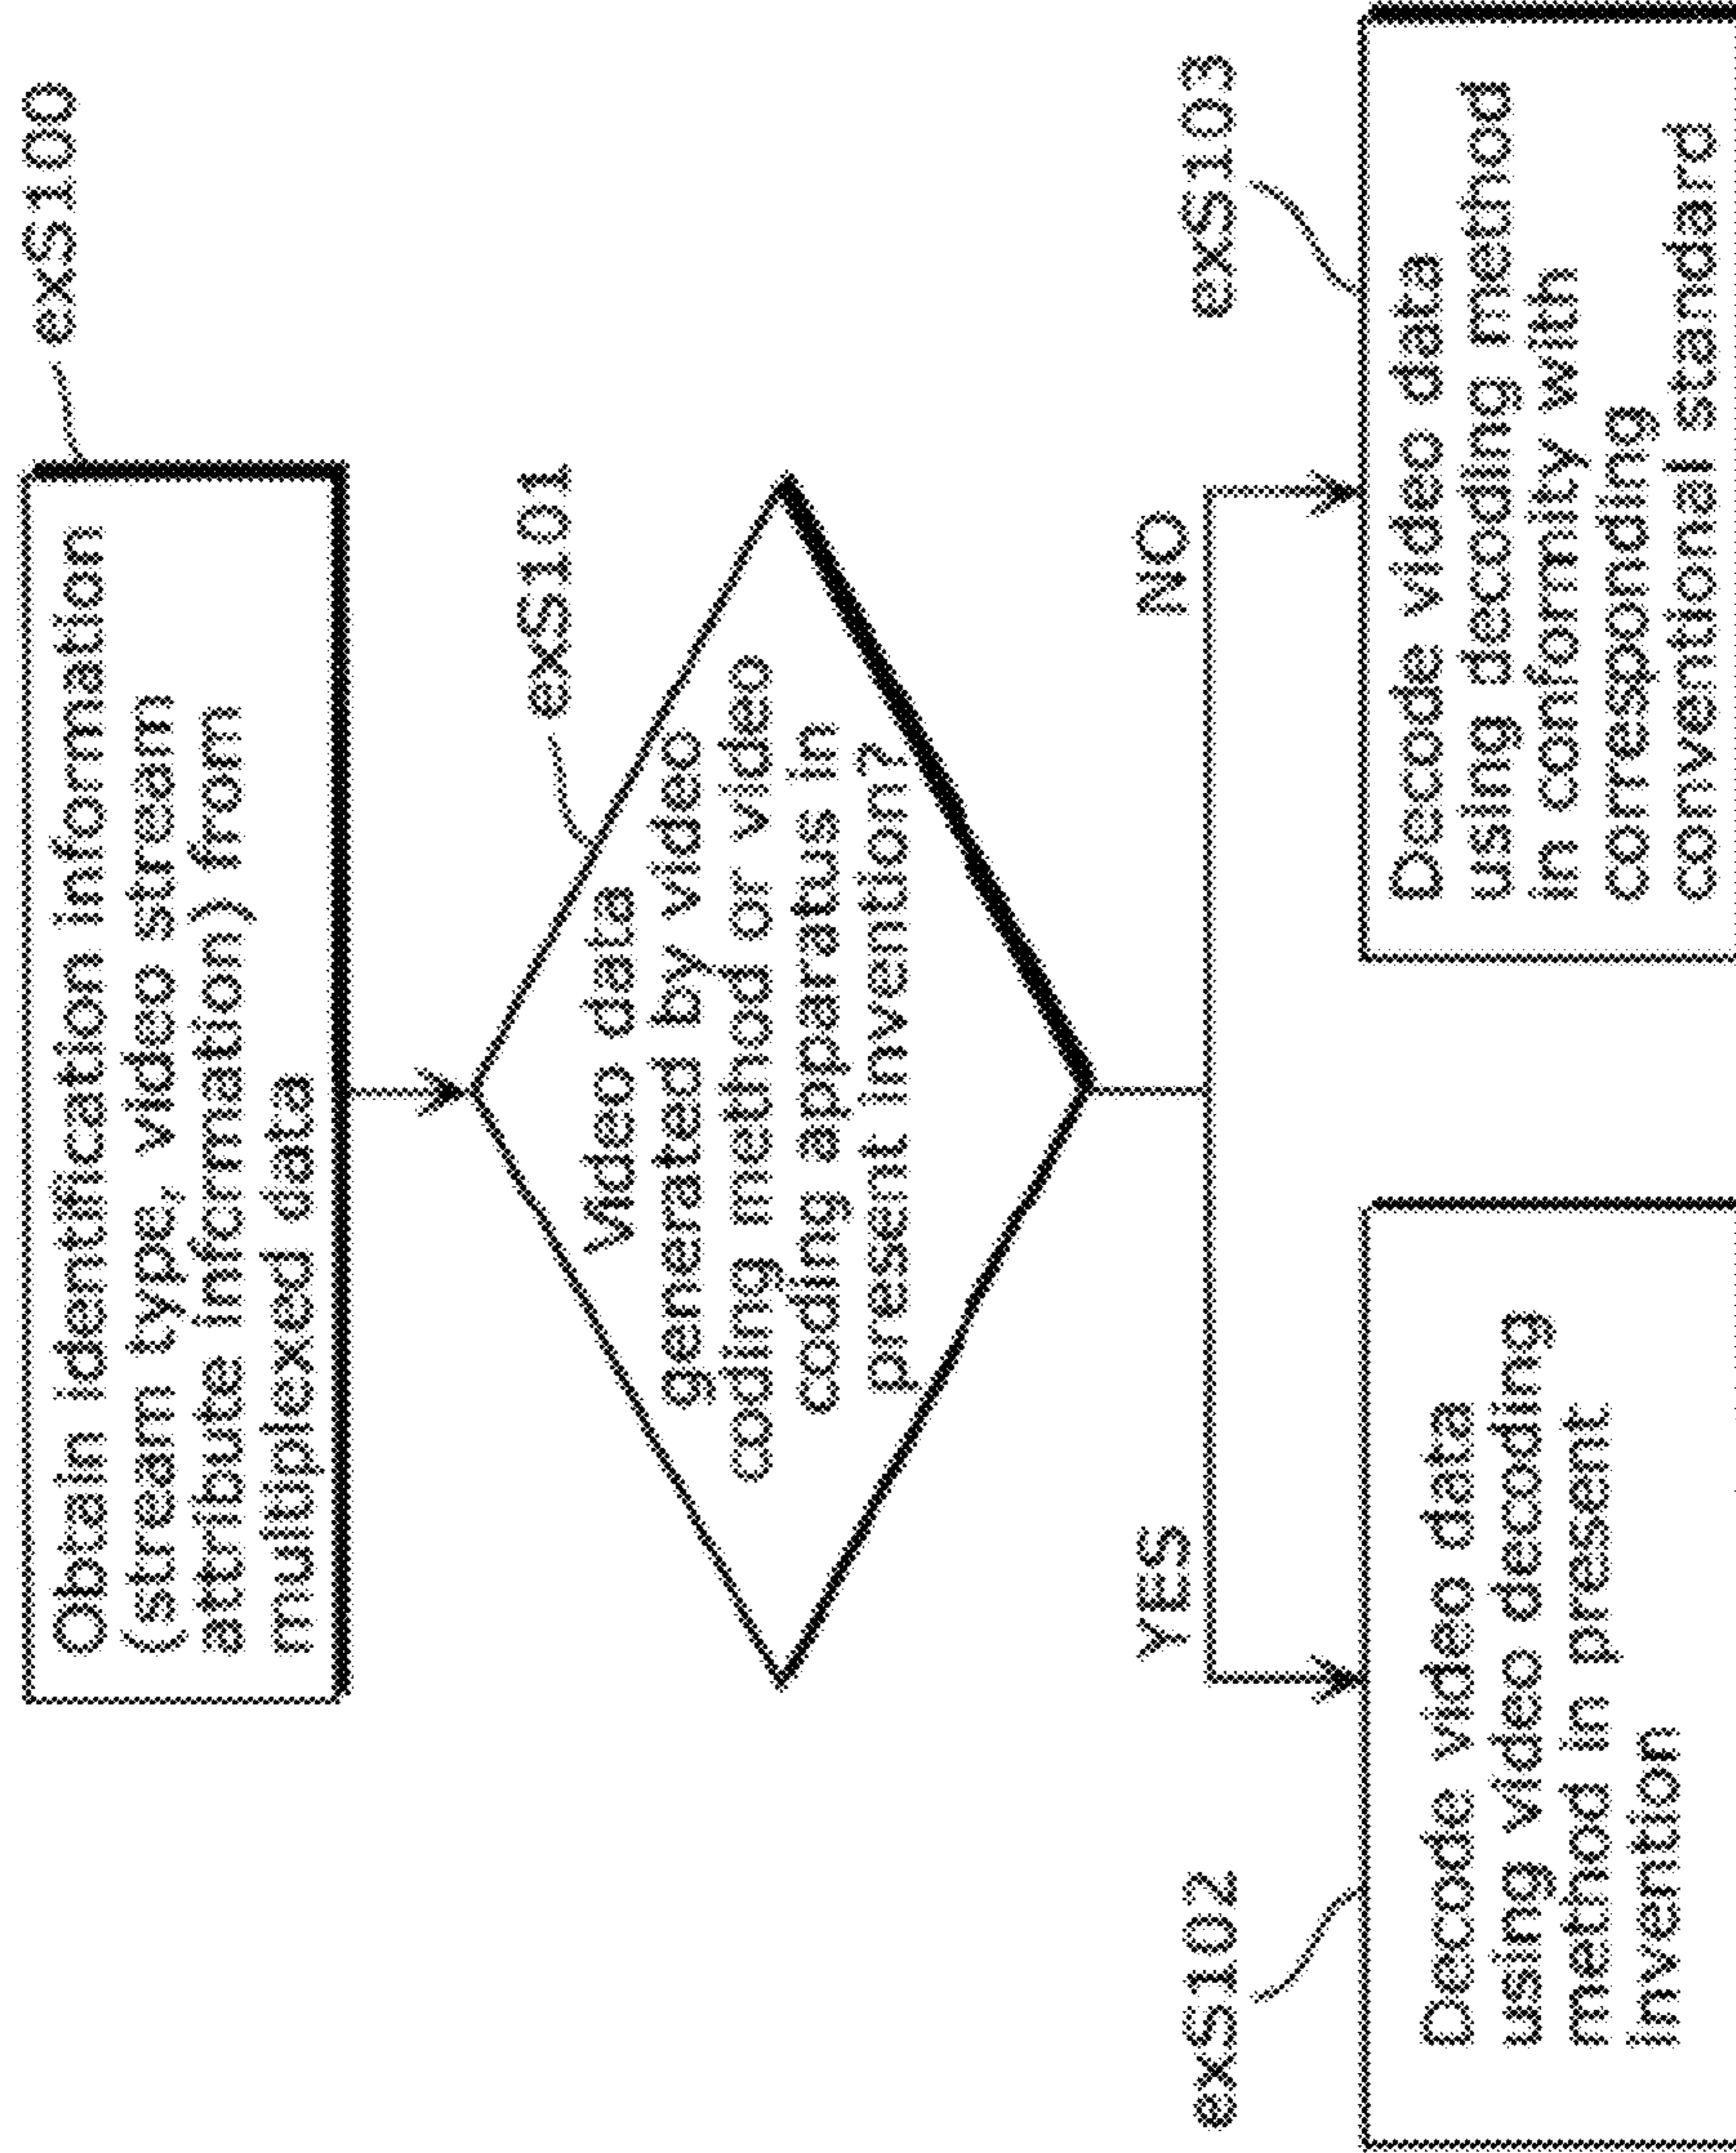 exS100
Obtain identification information
(stream type, video stream
attribute information) from
multiplexed data
exS101
Video data
generated by video
coding method or video
coding apparatus in
present invention?
YES
NO
exS102
Decode video data
using video decoding
method in present
invention
exS103
Decode video data
using decoding method
in conformity with
corresponding
conventional standard